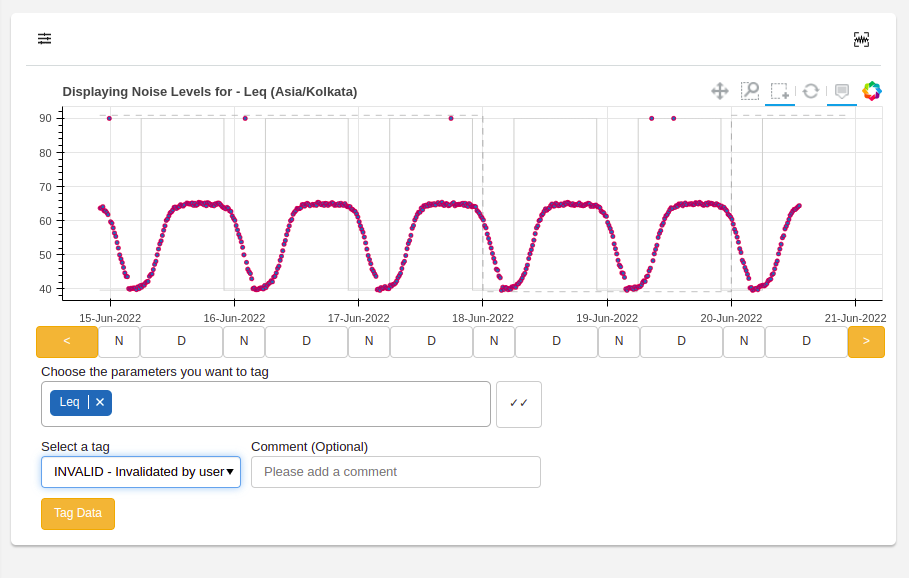 Displaying Noise Levels for - Leq (Asia/Kolkata)
90
80
70
60
50
40
15-Jun-2022 16-Jun-2022 17-Jun-2022 18-Jun-2022 19-Jun-2022 20-Jun-2022 21-Jun-2022
< N D N D N D N D N D N D >
Choose the parameters you want to tag
Leq | ✕ ✓✓
Select a tag Comment (Optional)
INVALID - Invalidated by user▾ Please add a comment
Tag Data